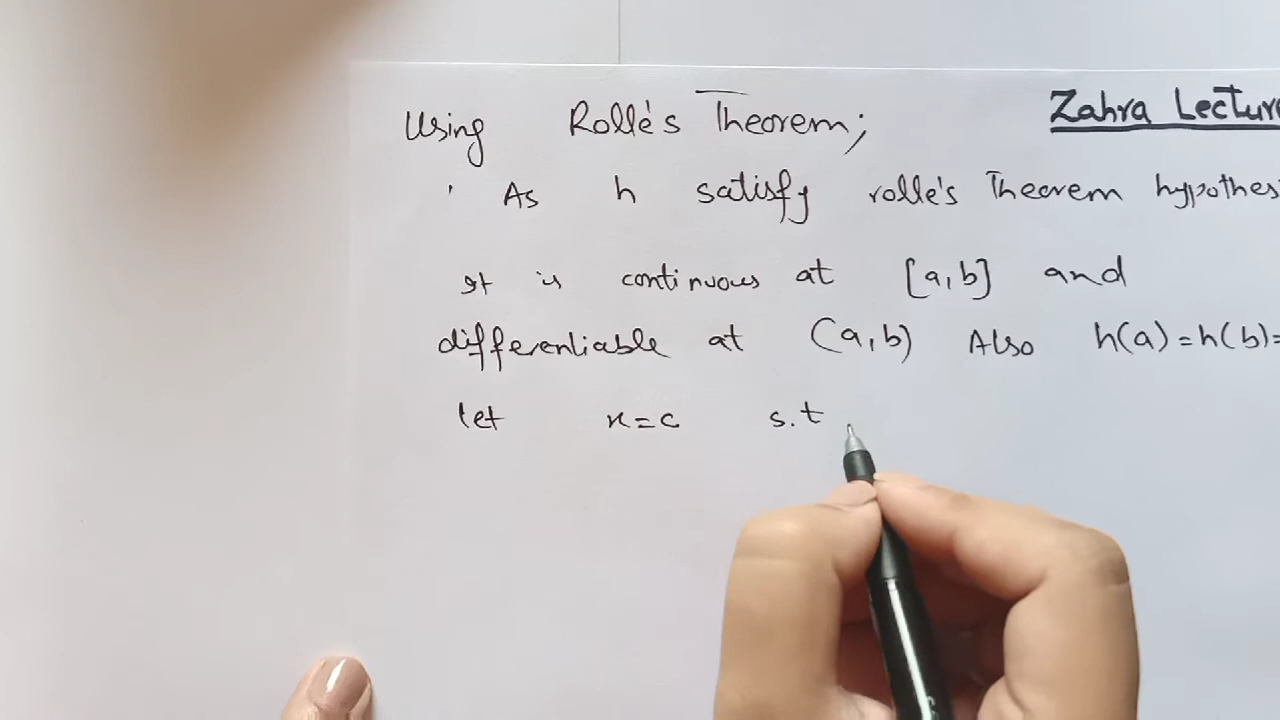 Using Rolle's Theorem;
Zahra Lectur
As h satisfy rolle's Theorem hypothes
It is continuous at [a,b] and
differentiable at (a,b) Also h(a)=h(b)=
let x=c s.t